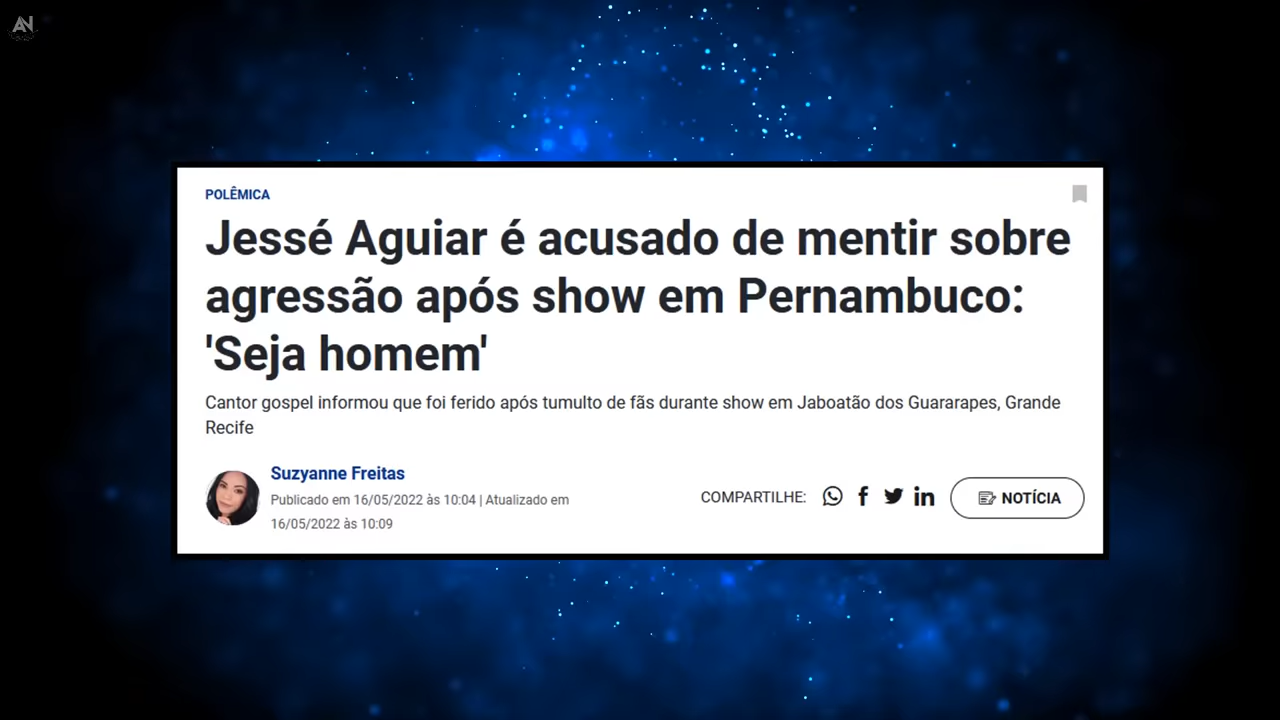 AN
POLÊMICA
Jessé Aguiar é acusado de mentir sobre
agressão após show em Pernambuco:
'Seja homem'
Cantor gospel informou que foi ferido após tumulto de fãs durante show em Jaboatão dos Guararapes, Grande
Recife
Suzyanne Freitas
Publicado em 16/05/2022 às 10:04 | Atualizado em
16/05/2022 às 10:09
COMPARTILHE:
NOTÍCIA